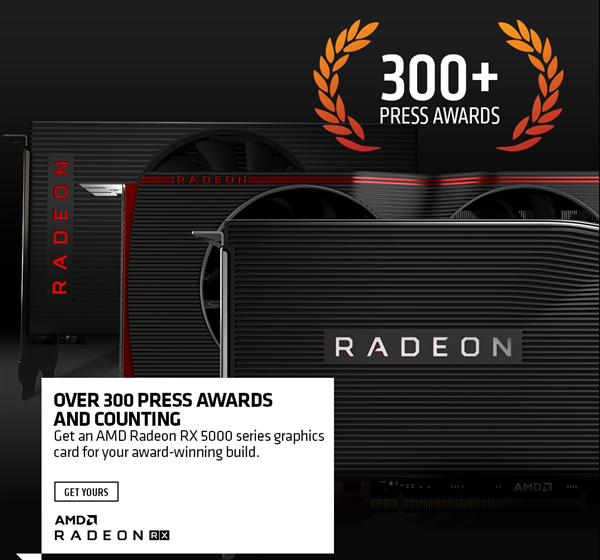 300+
PRESS AWARDS
RADEON
RADEON
RADEON
AMD
OVER 300 PRESS AWARDS
AND COUNTING
Get an AMD Radeon RX 5000 series graphics
card for your award-winning build.
GET YOURS
AMD
RADEON RX